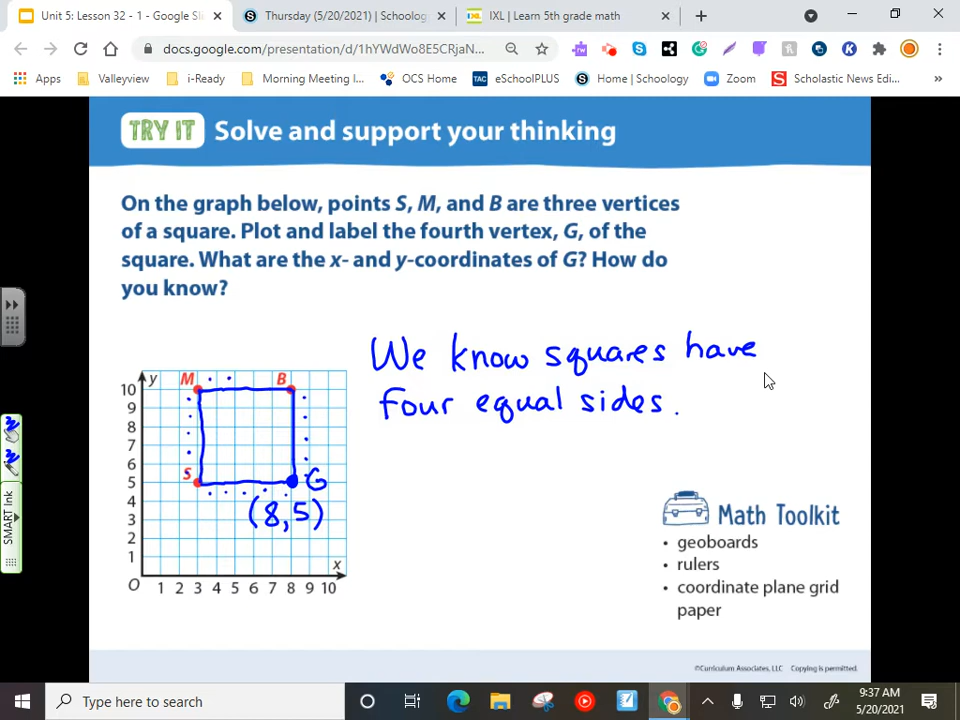 Unit 5: Lesson 32 - 1 - Google Sli
Thursday (5/20/2021) | Schoolog
IXL | Learn 5th grade math
docs.google.com/presentation/d/1hYWdWo8E5CRjaN...
Apps
Valleyview
i-Ready
Morning Meeting I...
OCS Home
TAC
eSchoolPLUS
Home | Schoology
Zoom
Scholastic News Edi...
TRY IT Solve and support your thinking
On the graph below, points S, M, and B are three vertices
of a square. Plot and label the fourth vertex, G, of the
square. What are the x- and y-coordinates of G? How do
you know?
We know squares have
four equal sides.
y
M
B
10
9
8
7
6
5
4
3
2
1
S
G
(8,5)
x
O
1 2 3 4 5 6 7 8 9 10
Math Toolkit
• geoboards
• rulers
• coordinate plane grid
paper
©Curriculum Associates, LLC Copying is permitted.
SMART Ink
Type here to search
9:37 AM
5/20/2021